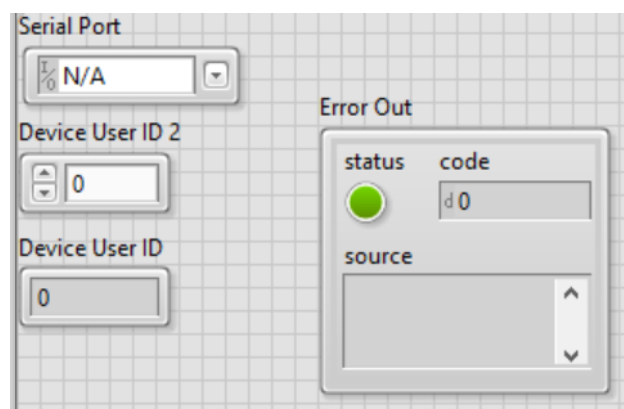 Serial Port
I/O N/A
Device User ID 2
0
Device User ID
0
Error Out
status code
d 0
source